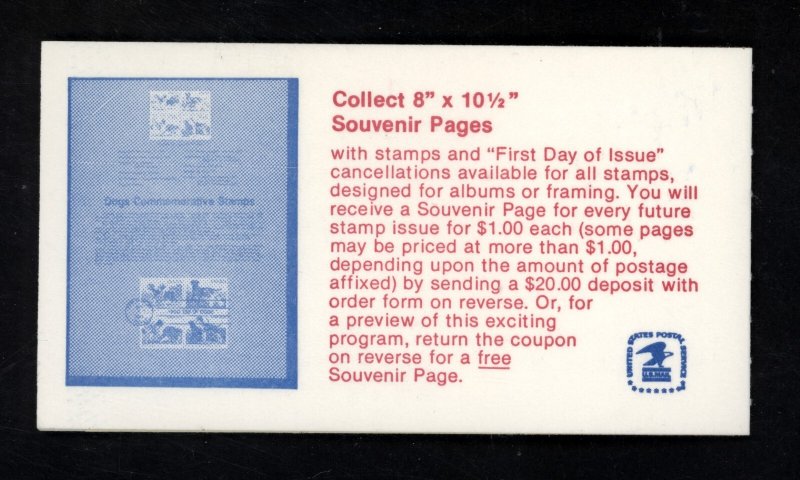 Dogs Commemorative Stamps
Collect 8" x 10½"
Souvenir Pages
with stamps and "First Day of Issue"
cancellations available for all stamps,
designed for albums or framing. You will
receive a Souvenir Page for every future
stamp issue for $1.00 each (some pages
may be priced at more than $1.00,
depending upon the amount of postage
affixed) by sending a $20.00 deposit with
order form on reverse. Or, for
a preview of this exciting
program, return the coupon
on reverse for a free
Souvenir Page.
UNITED STATES POSTAL SERVICE
U.S.MAIL